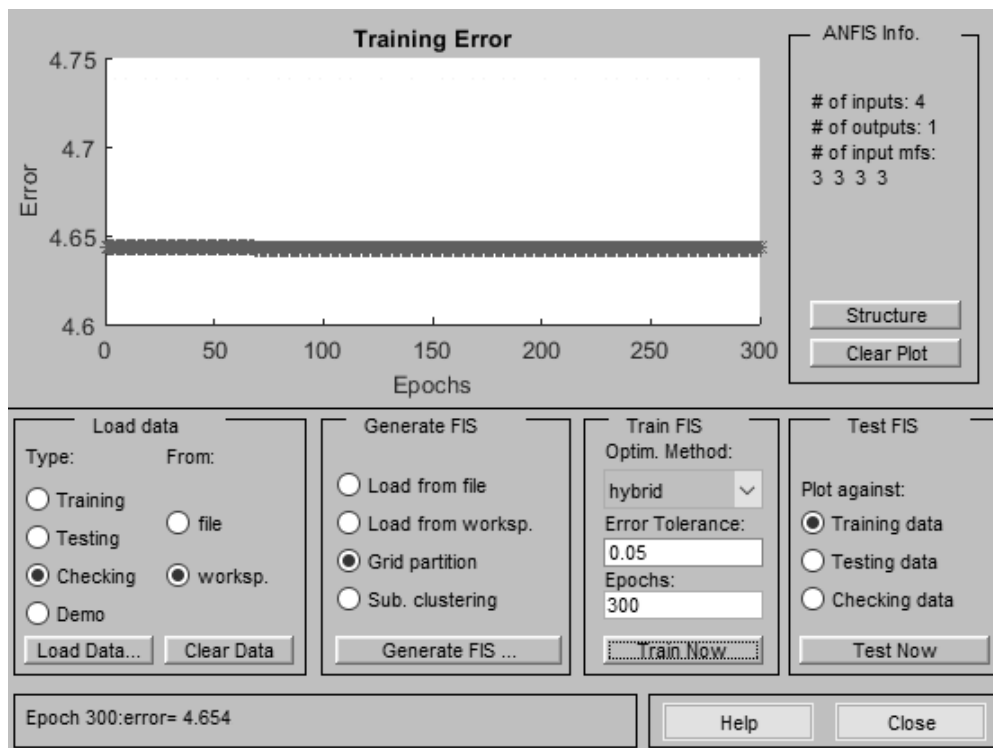 Training Error
4.75
4.7
4.65
4.6
Error
0 50 100 150 200 250 300
Epochs
ANFIS Info.
# of inputs: 4
# of outputs: 1
# of input mfs:
3 3 3 3
Structure
Clear Plot
Load data
Type: From:
Training
file
Testing
Checking
worksp.
Demo
Load Data... Clear Data
Generate FIS
Load from file
Load from worksp.
Grid partition
Sub. clustering
Generate FIS ...
Train FIS
Optim. Method:
hybrid
Error Tolerance:
0.05
Epochs:
300
Train Now
Test FIS
Plot against:
Training data
Testing data
Checking data
Test Now
Epoch 300:error= 4.654
Help Close